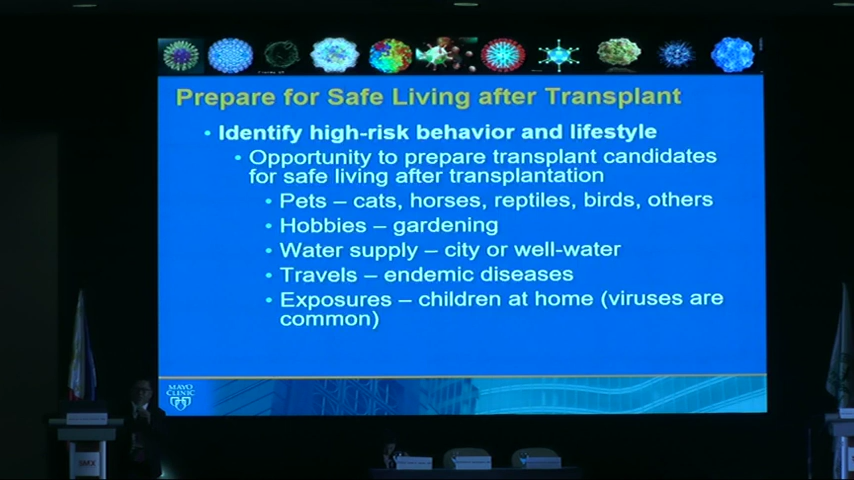 Prepare for Safe Living after Transplant
• Identify high-risk behavior and lifestyle
• Opportunity to prepare transplant candidates
for safe living after transplantation
• Pets – cats, horses, reptiles, birds, others
• Hobbies – gardening
• Water supply – city or well-water
• Travels – endemic diseases
• Exposures – children at home (viruses are
common)
MAYO
CLINIC
SMX